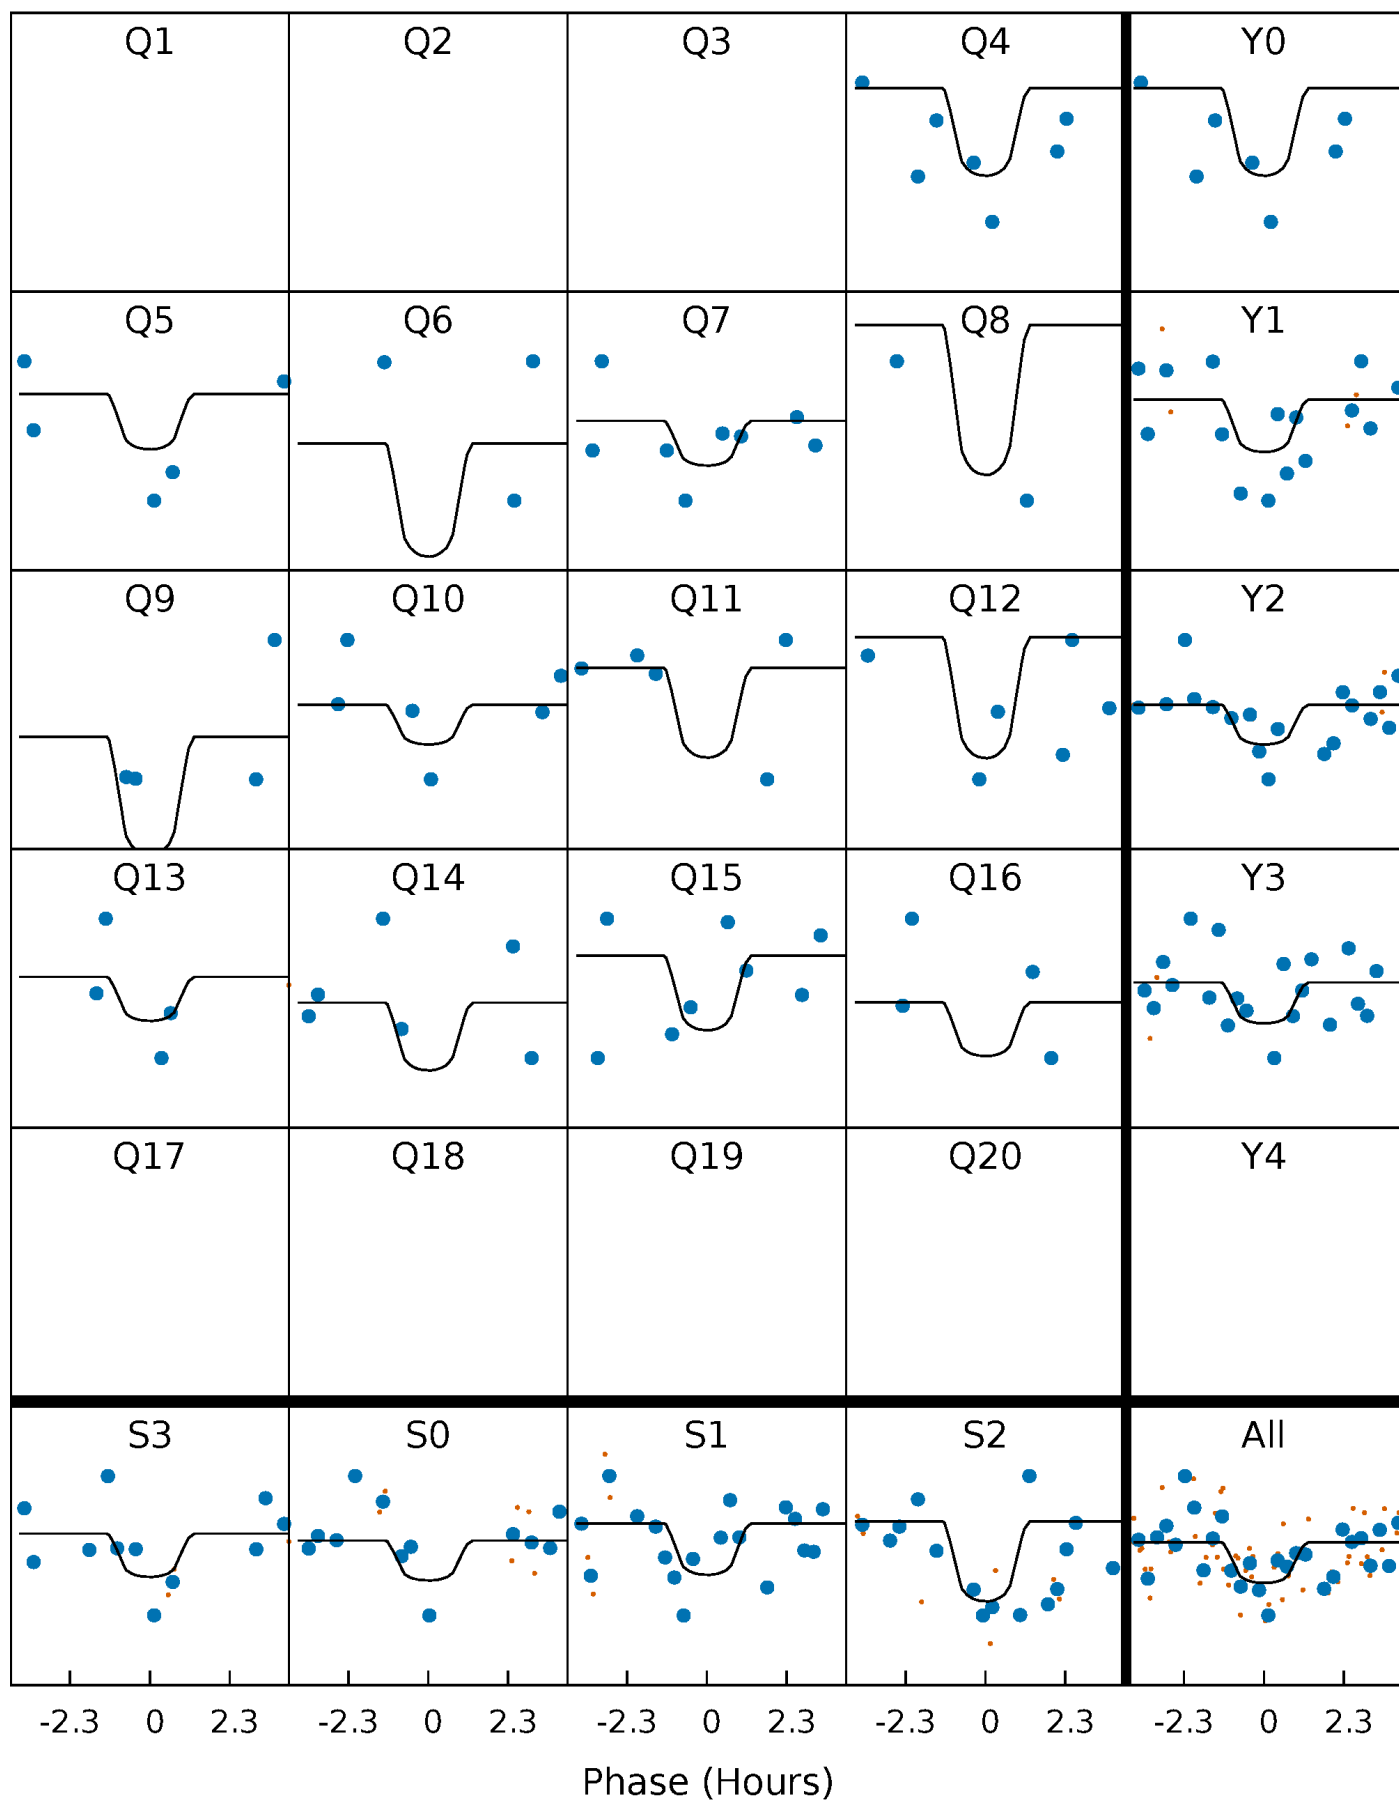 Q1 Q2 Q3 Q4 Y0
Q5 Q6 Q7 Q8 Y1
Q9 Q10 Q11 Q12 Y2
Q13 Q14 Q15 Q16 Y3
Q17 Q18 Q19 Q20 Y4
S3 S0 S1 S2 All
-2.3 0 2.3 -2.3 0 2.3 -2.3 0 2.3 -2.3 0 2.3 -2.3 0 2.3
Phase (Hours)